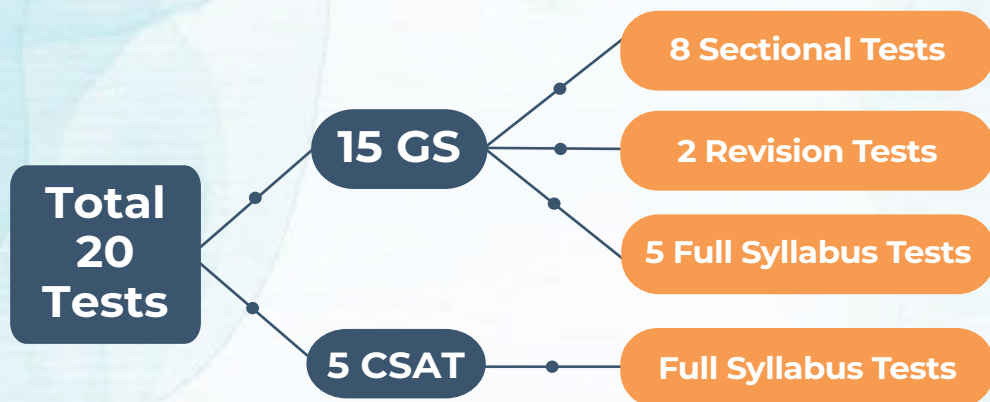 Total
20
Tests
15 GS
5 CSAT
8 Sectional Tests
2 Revision Tests
5 Full Syllabus Tests
Full Syllabus Tests